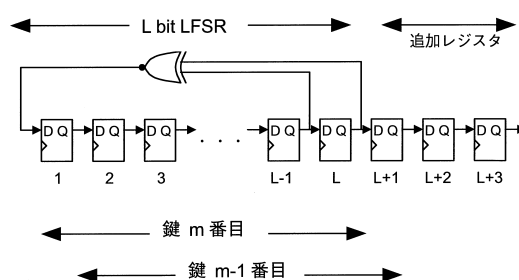 L bit LFSR
追加レジスタ
D Q D Q D Q . . . D Q D Q D Q D Q D Q
1 2 3 L-1 L L+1 L+2 L+3
鍵 m 番目
鍵 m-1 番目